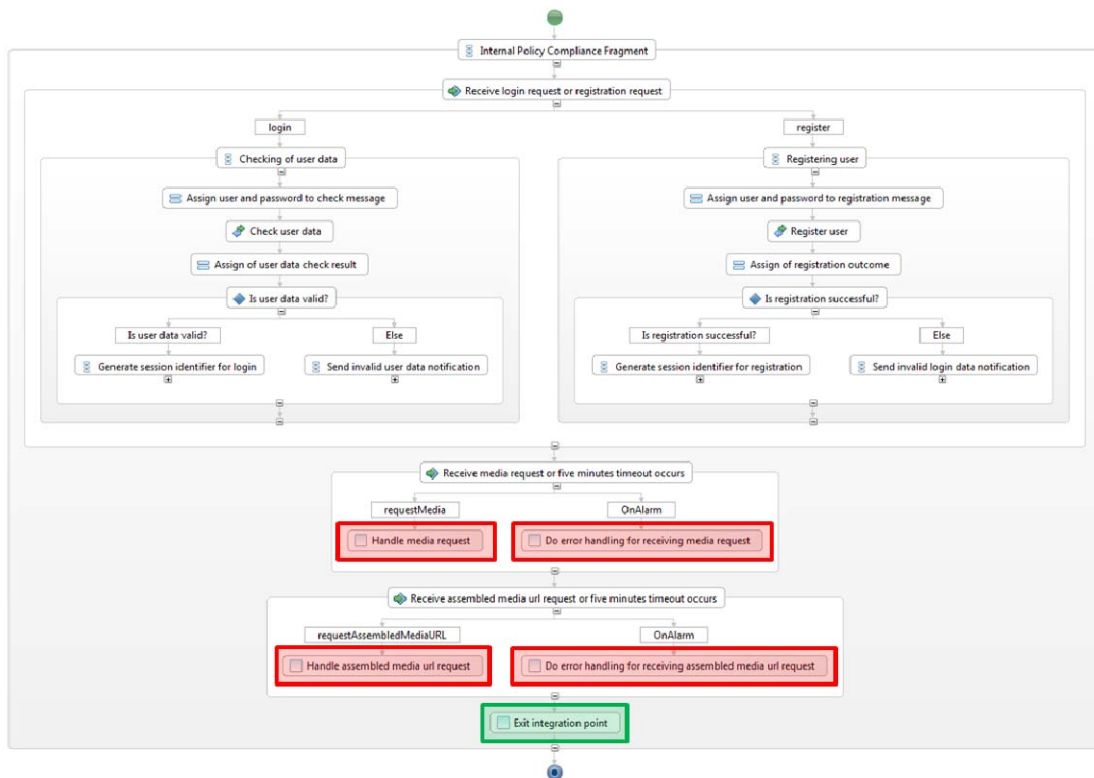 Internal Policy Compliance Fragment
Receive login request or registration request
login
register
Checking of user data
Registering user
Assign user and password to check message
Assign user and password to registration message
Check user data
Register user
Assign of user data check result
Assign of registration outcome
Is user data valid?
Is registration successful?
Is user data valid?
Else
Is registration successful?
Else
Generate session identifier for login
Send invalid user data notification
Generate session identifier for registration
Send invalid login data notification
Receive media request or five minutes timeout occurs
requestMedia
OnAlarm
Handle media request
Do error handling for receiving media request
Receive assembled media url request or five minutes timeout occurs
requestAssembledMediaURL
OnAlarm
Handle assembled media url request
Do error handling for receiving assembled media url request
Exit integration point